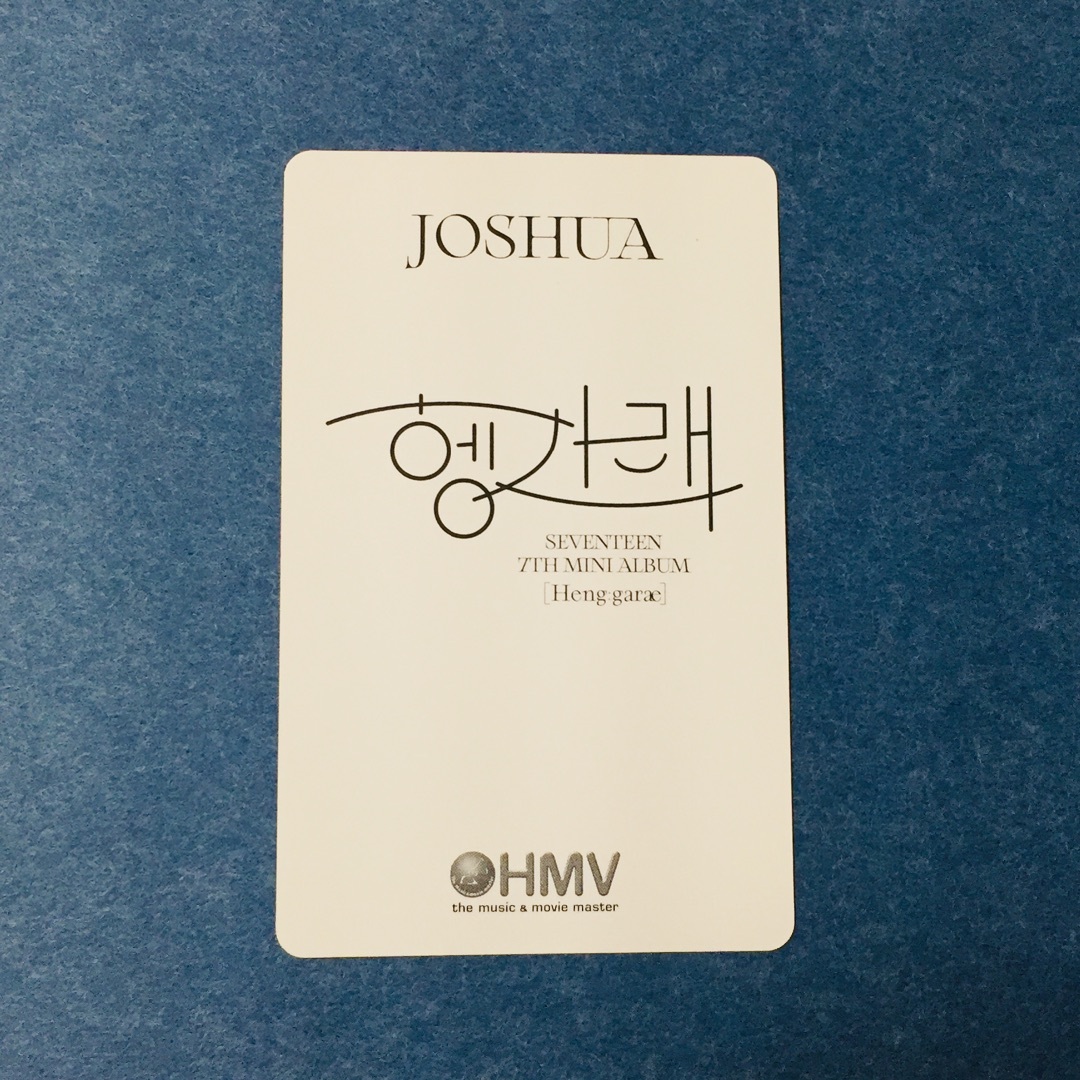 JOSHUA
헹가래
SEVENTEEN
7TH MINI ALBUM
[Heng:garæ]
HMV
the music & movie master